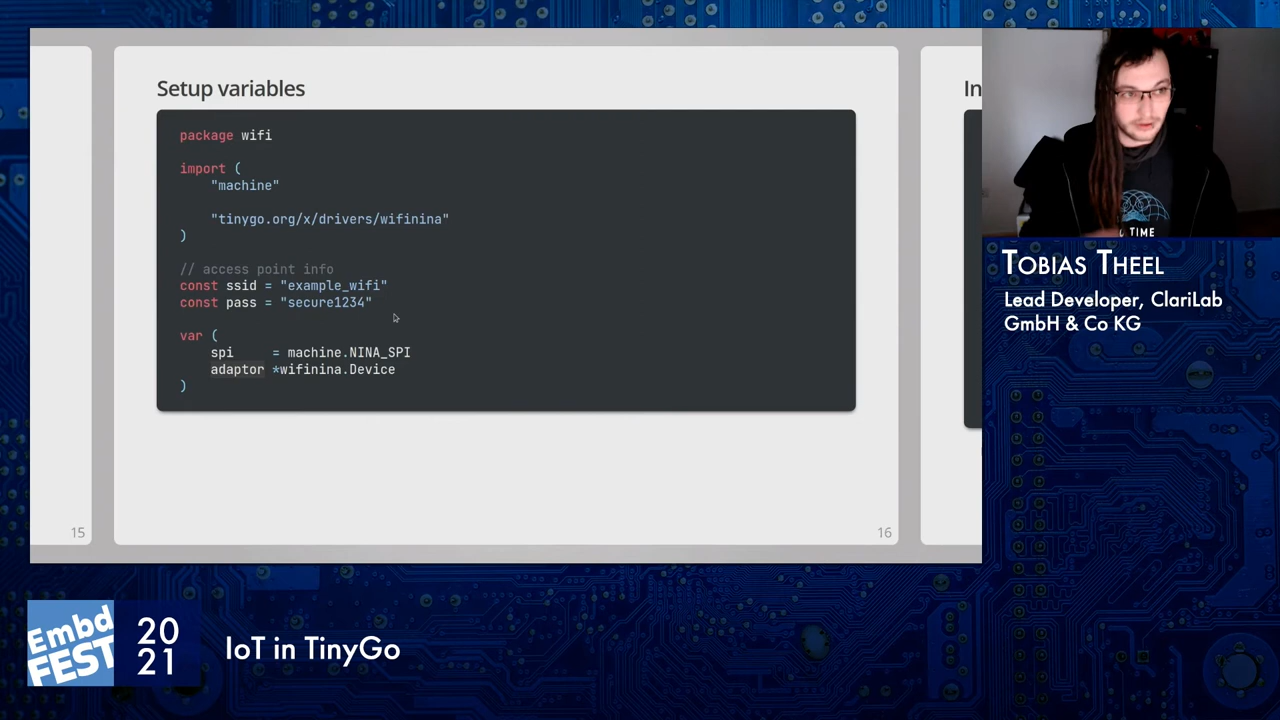 Setup variables
package wifi
import (
"machine"
"tinygo.org/x/drivers/wifinina"
)
// access point info
const ssid = "example_wifi"
const pass = "secure1234"
var (
spi     = machine.NINA_SPI
adaptor *wifinina.Device
)
15
16
In
TIME
TOBIAS THEEL
Lead Developer, ClariLab
GmbH & Co KG
Embd
FEST
20
21
IoT in TinyGo